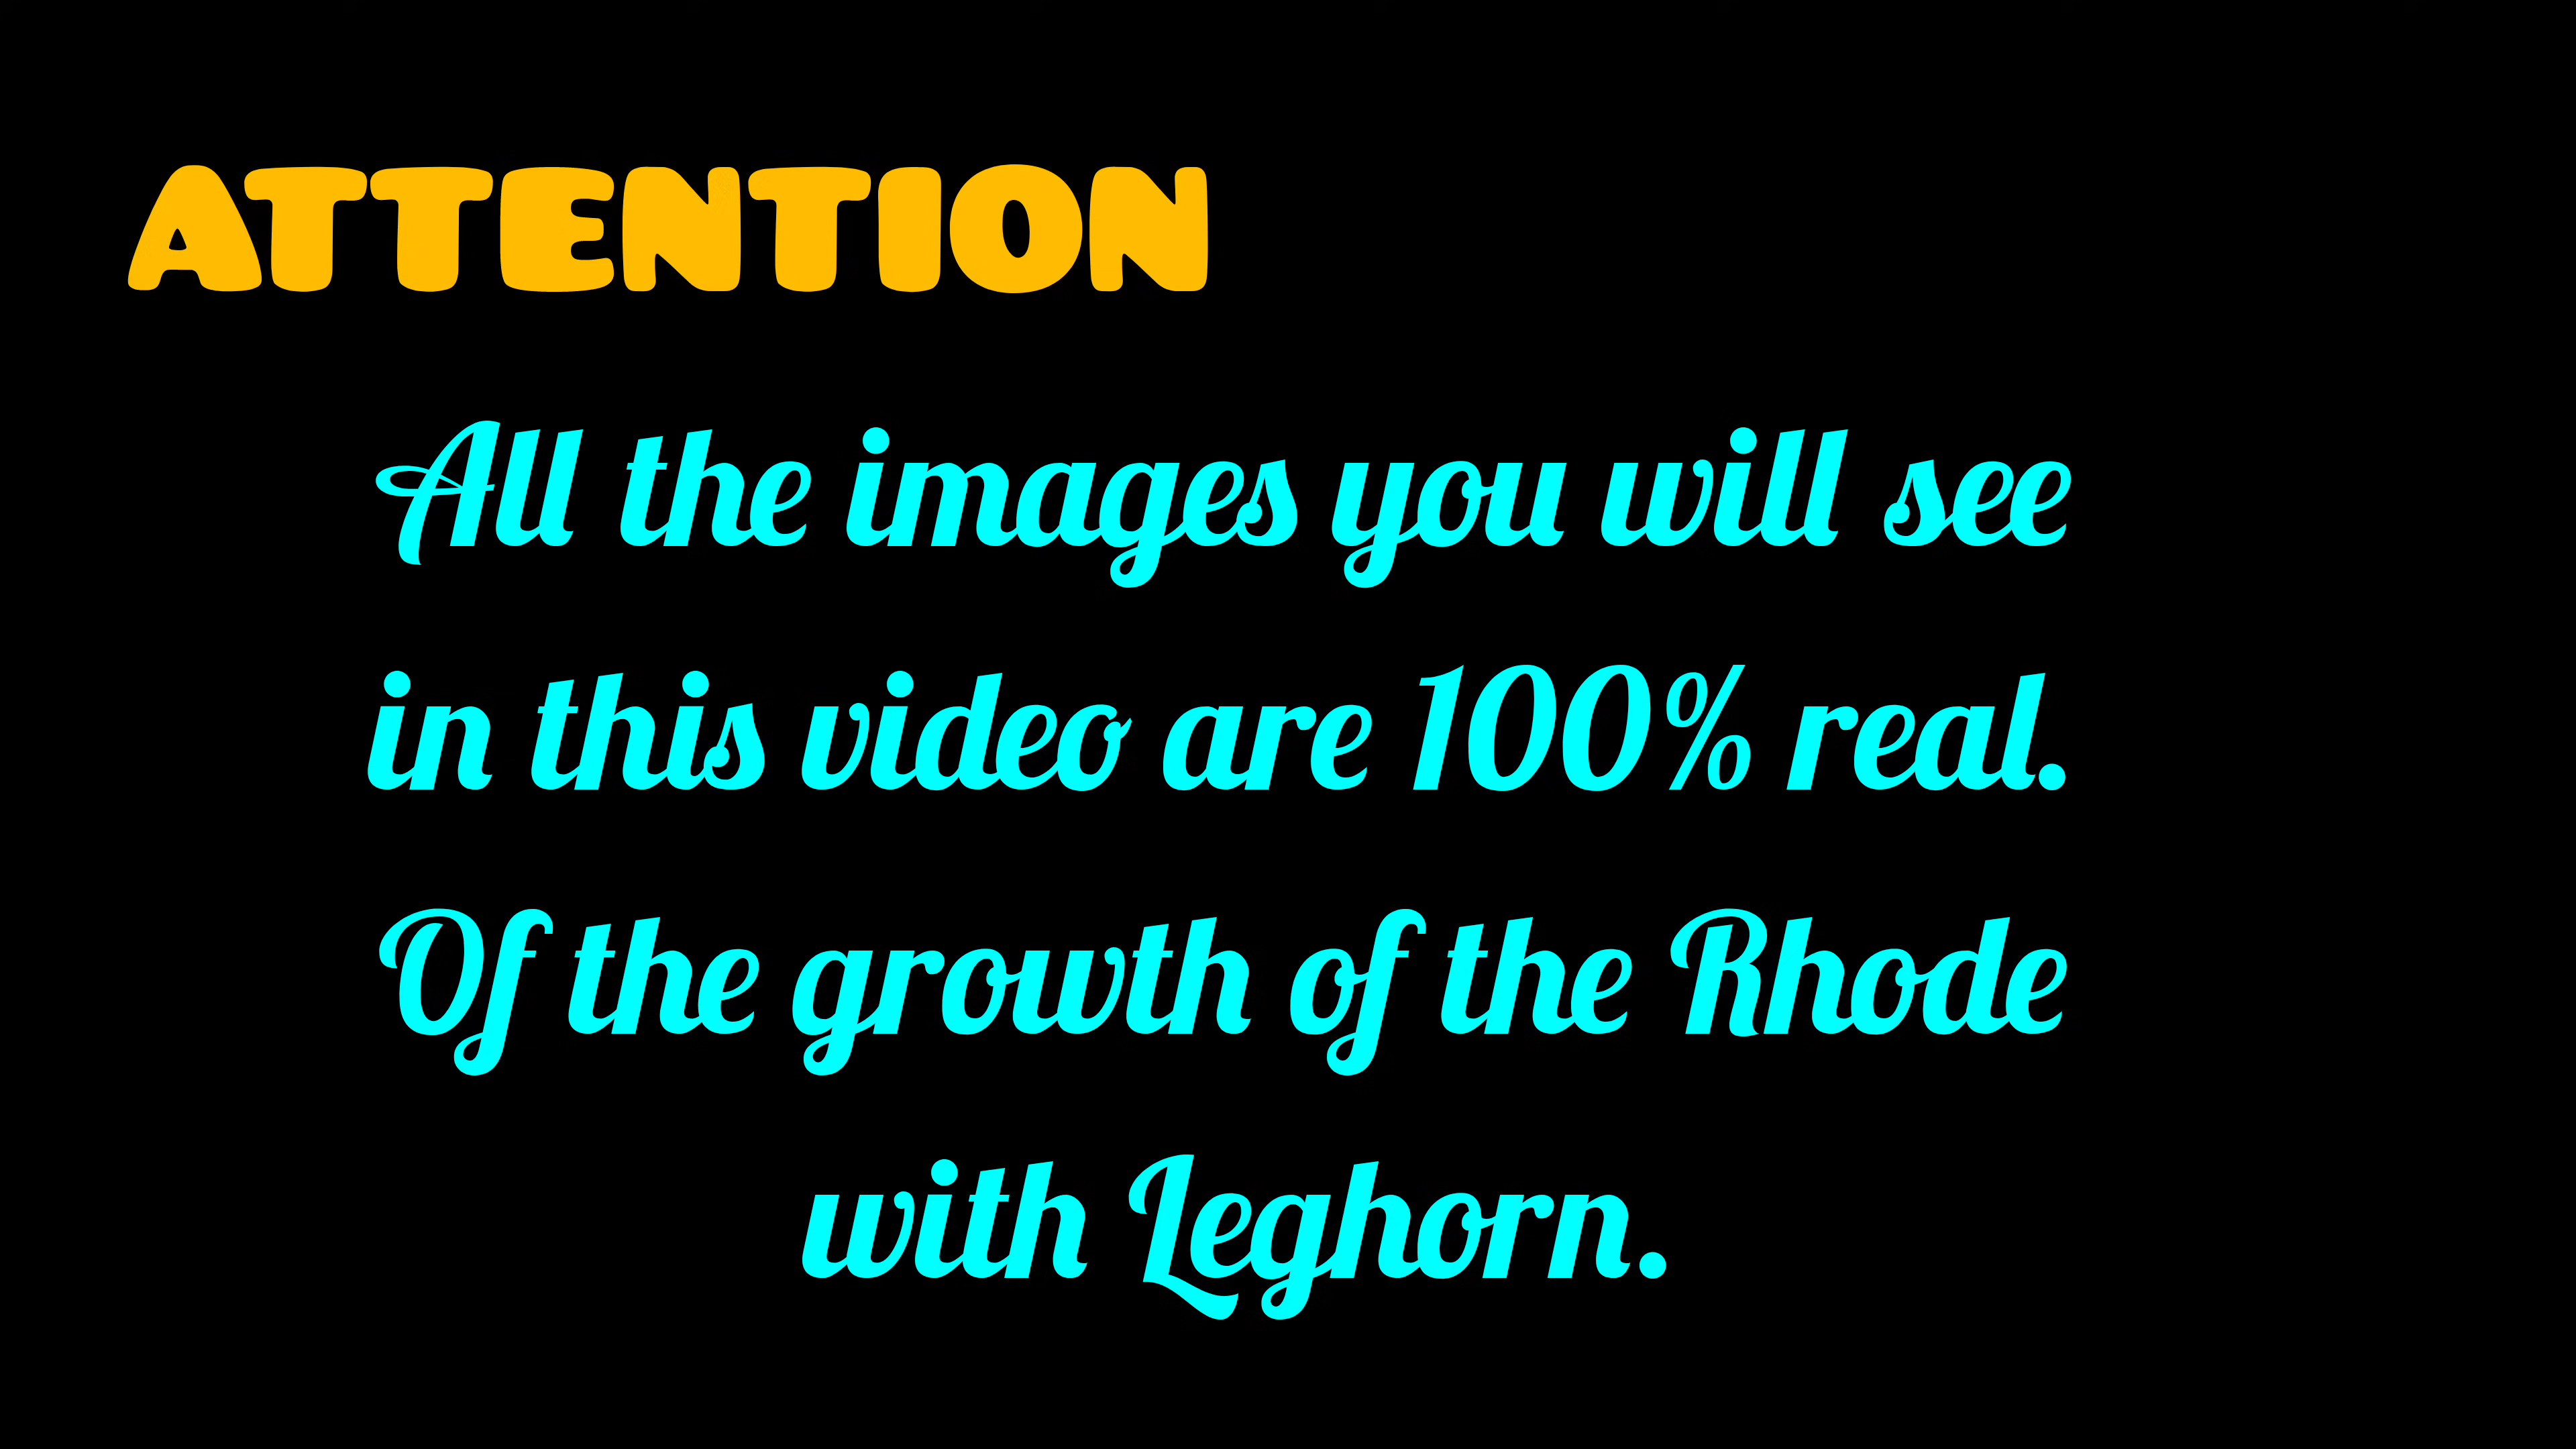 ATTENTION
All the images you will see
in this video are 100% real.
Of the growth of the Rhode
with Leghorn.